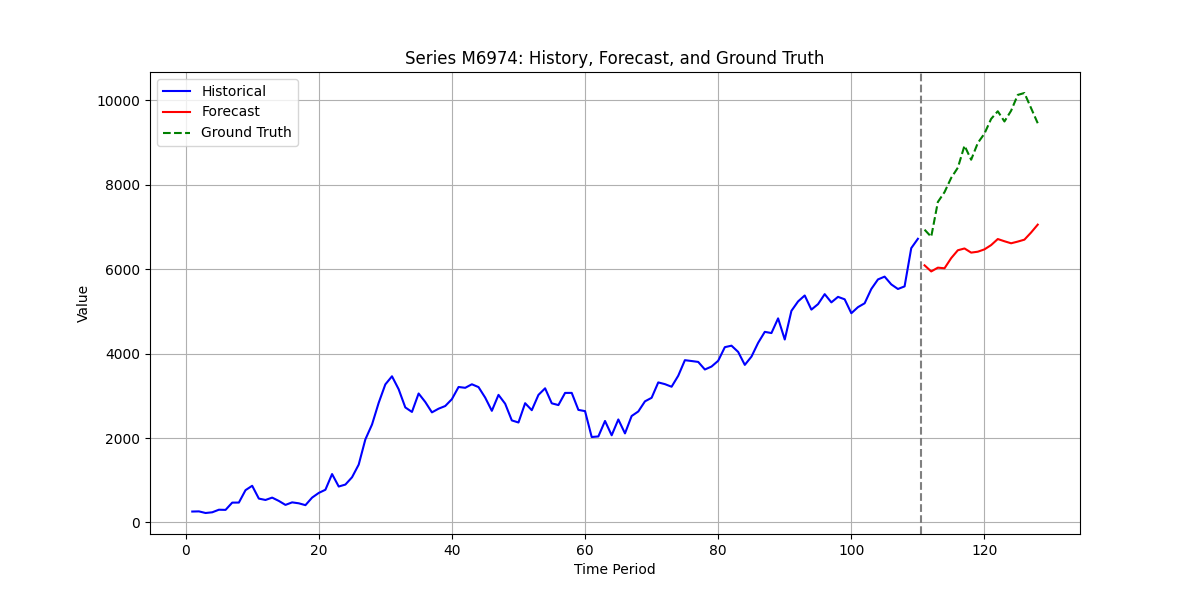 Series M6974: History, Forecast, and Ground Truth
Historical
Forecast
Ground Truth
10000
8000
6000
4000
2000
0
Value
0 20 40 60 80 100 120
Time Period